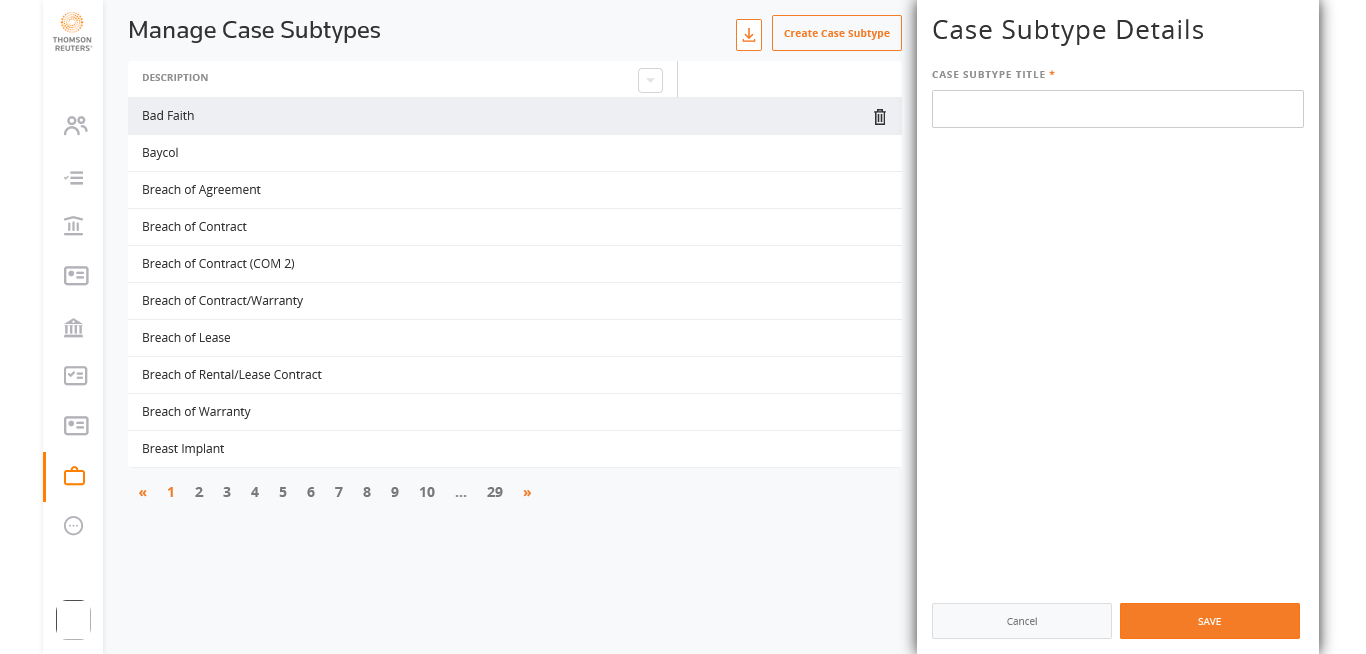 THOMSON
REUTERS
Manage Case Subtypes
Create Case Subtype
DESCRIPTION
Bad Faith
Baycol
Breach of Agreement
Breach of Contract
Breach of Contract (COM 2)
Breach of Contract/Warranty
Breach of Lease
Breach of Rental/Lease Contract
Breach of Warranty
Breast Implant
« 1 2 3 4 5 6 7 8 9 10 ... 29 »
Case Subtype Details
CASE SUBTYPE TITLE *
Cancel
SAVE